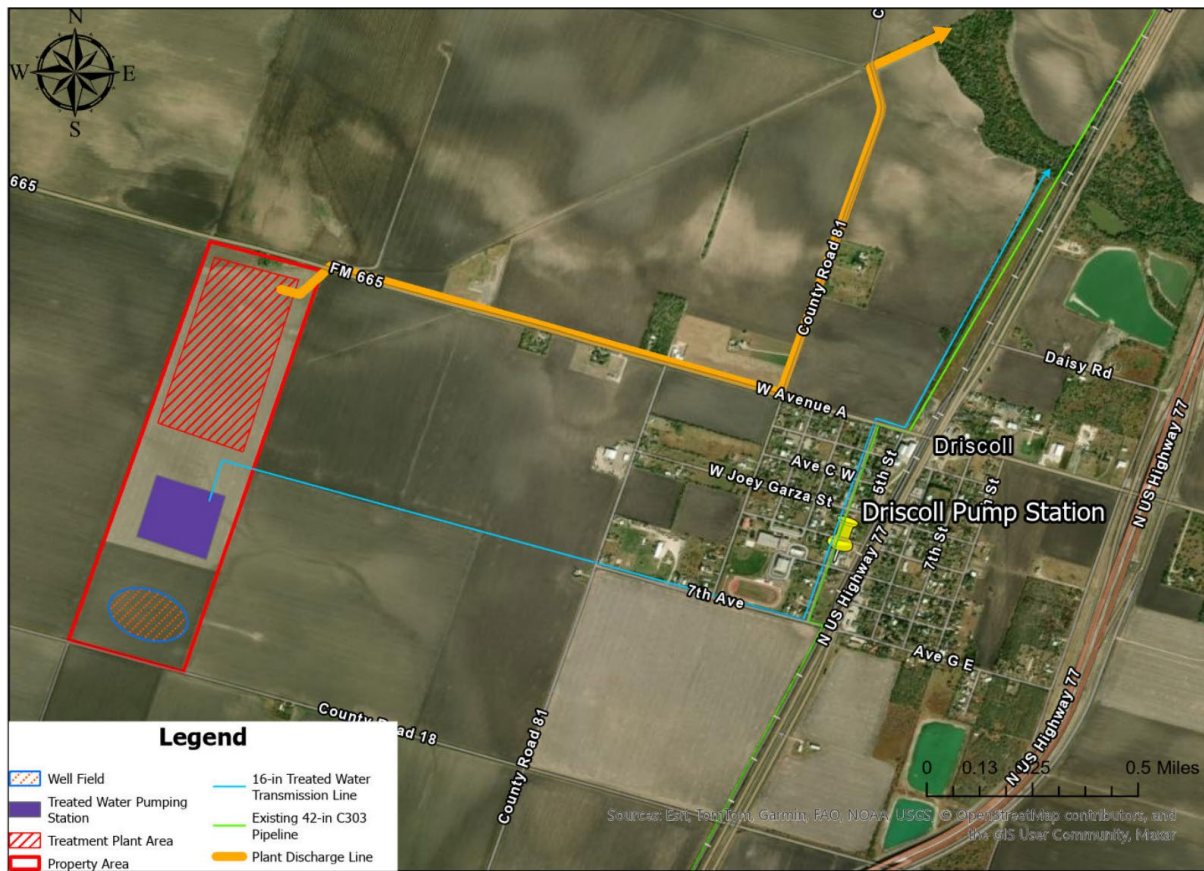 N
W E
S
C
N
665
FM 665
County Road 81
W Avenue A
Daisy Rd
Ave C W
5th St
Driscoll
W Joey Garza St
Driscoll Pump Station
7th St
N US Highway 77
N US Highway 77
7th Ave
Ave G E
County Road 18
County Road 81
N US Highway 77
0 0.13 0.25 0.5 Miles
Sources: Esri, TomTom, Garmin, FAO, NOAA, USGS, © OpenStreetMap contributors, and
the GIS User Community, Maxar
Legend
Well Field
Treated Water Pumping
Station
Treatment Plant Area
Property Area
16-in Treated Water
Transmission Line
Existing 42-in C303
Pipeline
Plant Discharge Line